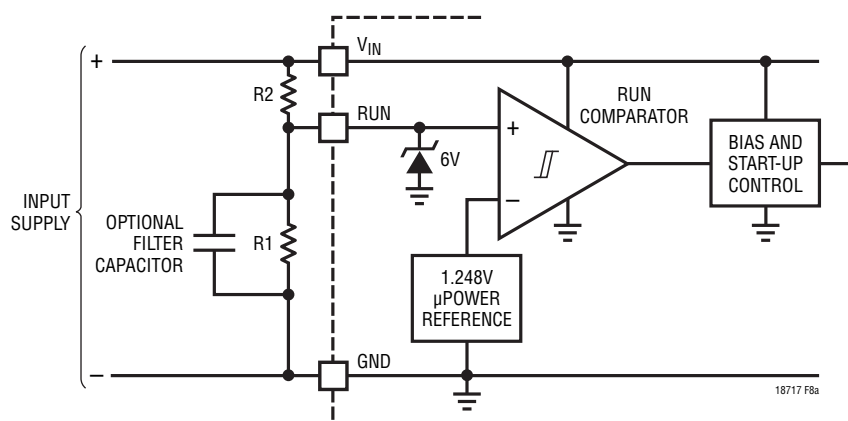 V_IN
+
R2
RUN
RUN
COMPARATOR
+
6V
BIAS AND
START-UP
CONTROL
INPUT
SUPPLY
OPTIONAL
FILTER
CAPACITOR
R1
–
1.248V
µPOWER
REFERENCE
GND
–
18717 F8a